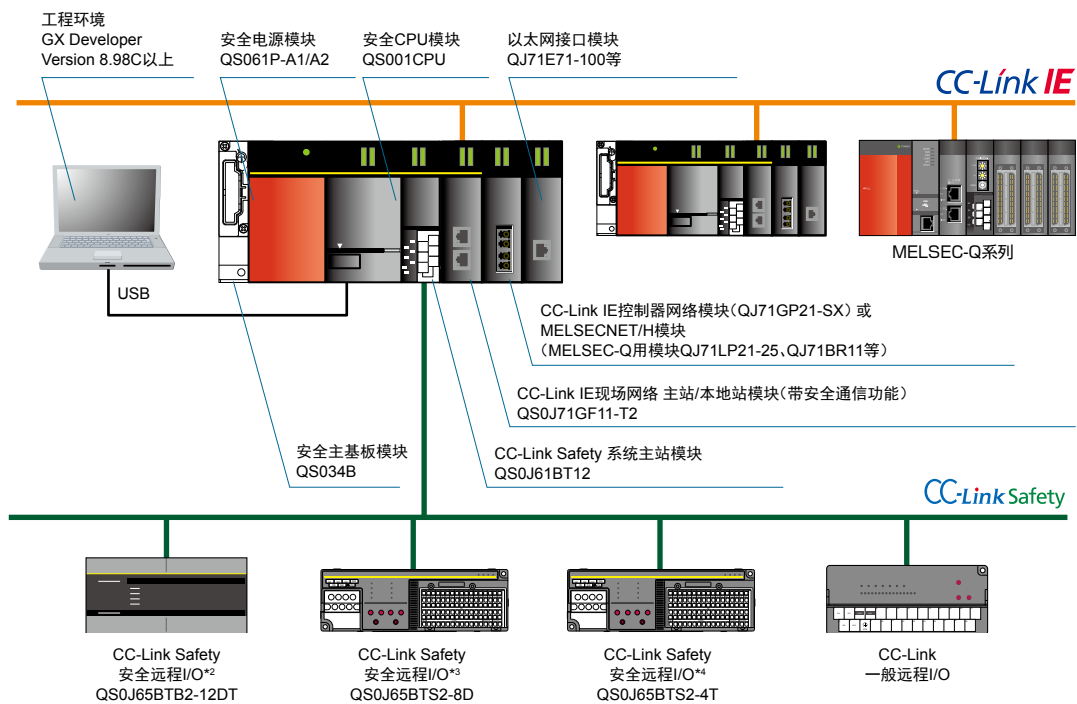 工程环境
GX Developer
Version 8.98C以上
安全电源模块
QS061P-A1/A2
安全CPU模块
QS001CPU
以太网接口模块
QJ71E71-100等
CC-Link IE
MELSEC-Q系列
USB
CC-Link IE控制器网络模块（QJ71GP21-SX）或
MELSECNET/H模块
（MELSEC-Q用模块QJ71LP21-25、QJ71BR11等）
CC-Link IE现场网络 主站/本地站模块（带安全通信功能）
QS0J71GF11-T2
安全主基板模块
QS034B
CC-Link Safety 系统主站模块
QS0J61BT12
CC-Link Safety
CC-Link Safety
安全远程I/O*2
QS0J65BTB2-12DT
CC-Link Safety
安全远程I/O*3
QS0J65BTS2-8D
CC-Link Safety
安全远程I/O*4
QS0J65BTS2-4T
CC-Link
一般远程I/O